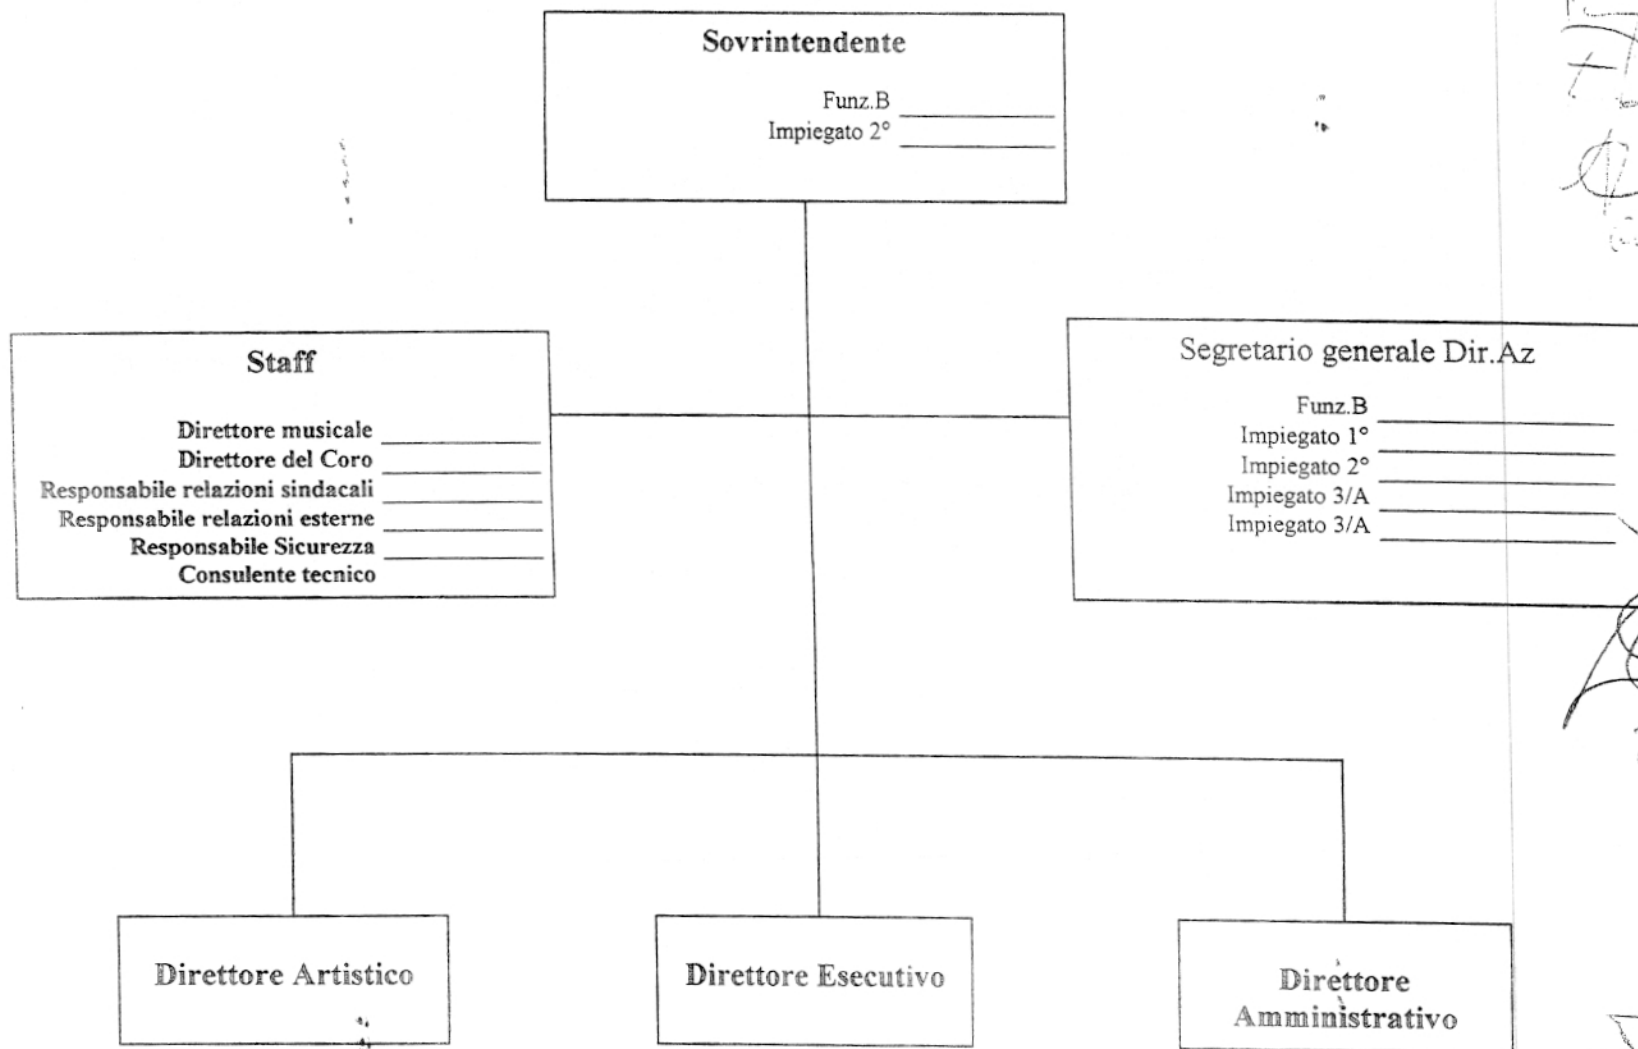 Sovrintendente
Funz.B
Impiegato 2°
Staff
Direttore musicale
Direttore del Coro
Responsabile relazioni sindacali
Responsabile relazioni esterne
Responsabile Sicurezza
Consulente tecnico
Segretario generale Dir.Az
Funz.B
Impiegato 1°
Impiegato 2°
Impiegato 3/A
Impiegato 3/A
Direttore Artistico
Direttore Esecutivo
Direttore
Amministrativo